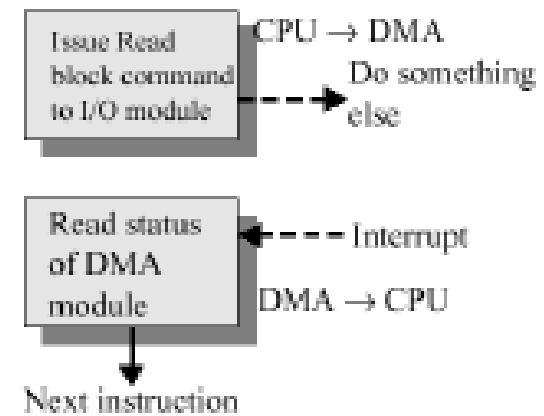 Issue Read
block command
to I/O module
CPU → DMA
Do something
else
Read status
of DMA
module
Interrupt
DMA → CPU
Next instruction